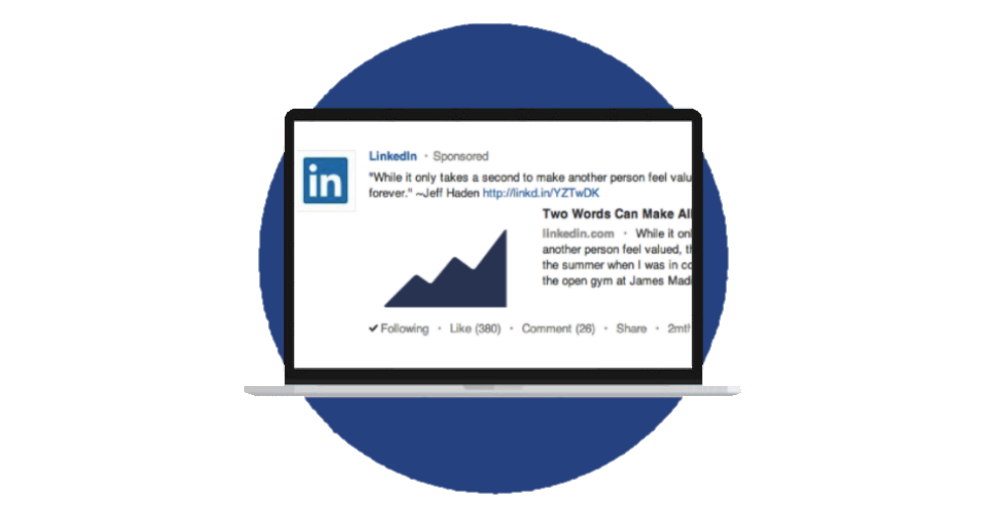 in
LinkedIn · Sponsored
"While it only takes a second to make another person feel valu
forever." ~Jeff Haden http://linkd.in/YZTwDK
Two Words Can Make All
linkedin.com · While it onl
another person feel valued, th
the summer when I was in co
the open gym at James Madi
✔ Following · Like (380) · Comment (26) · Share · 2mth